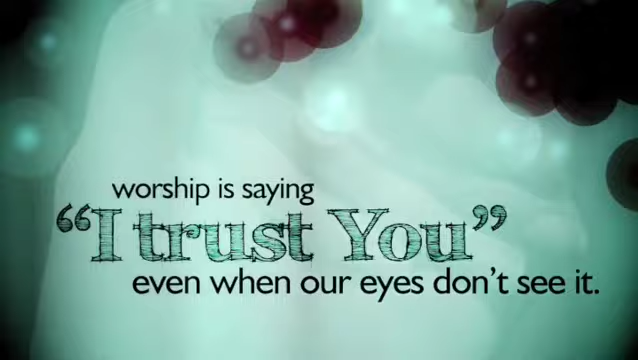 worship is saying
“I trust You”
even when our eyes don’t see it.